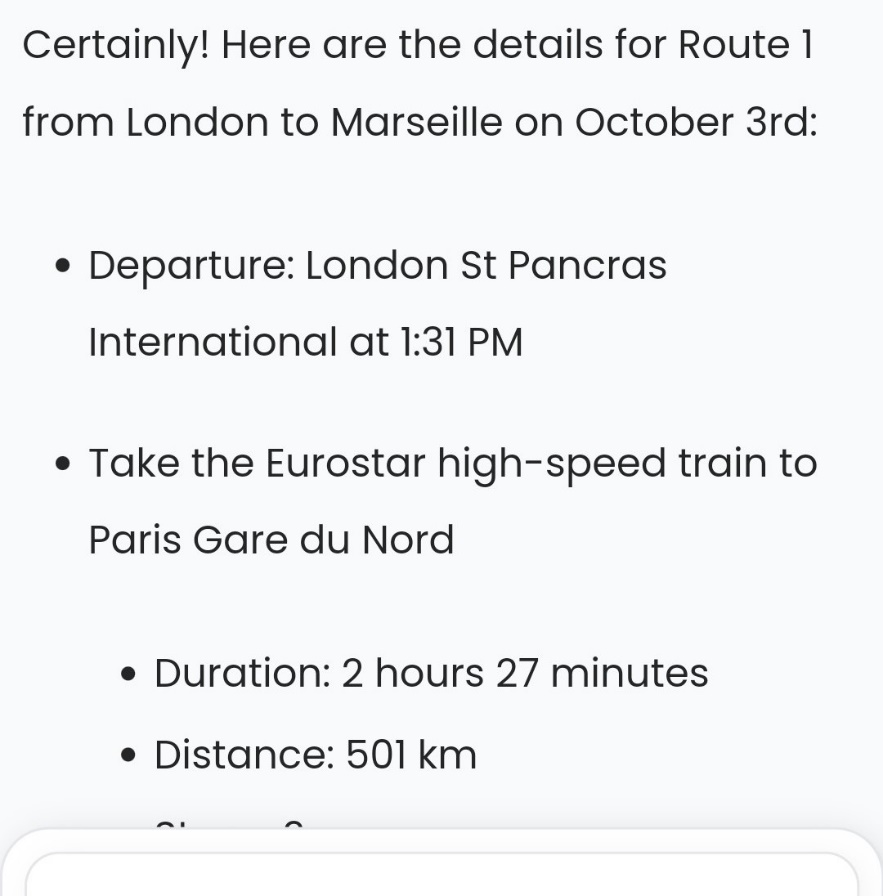 Certainly! Here are the details for Route 1
from London to Marseille on October 3rd:
• Departure: London St Pancras
International at 1:31 PM
• Take the Eurostar high-speed train to
Paris Gare du Nord
• Duration: 2 hours 27 minutes
• Distance: 501 km